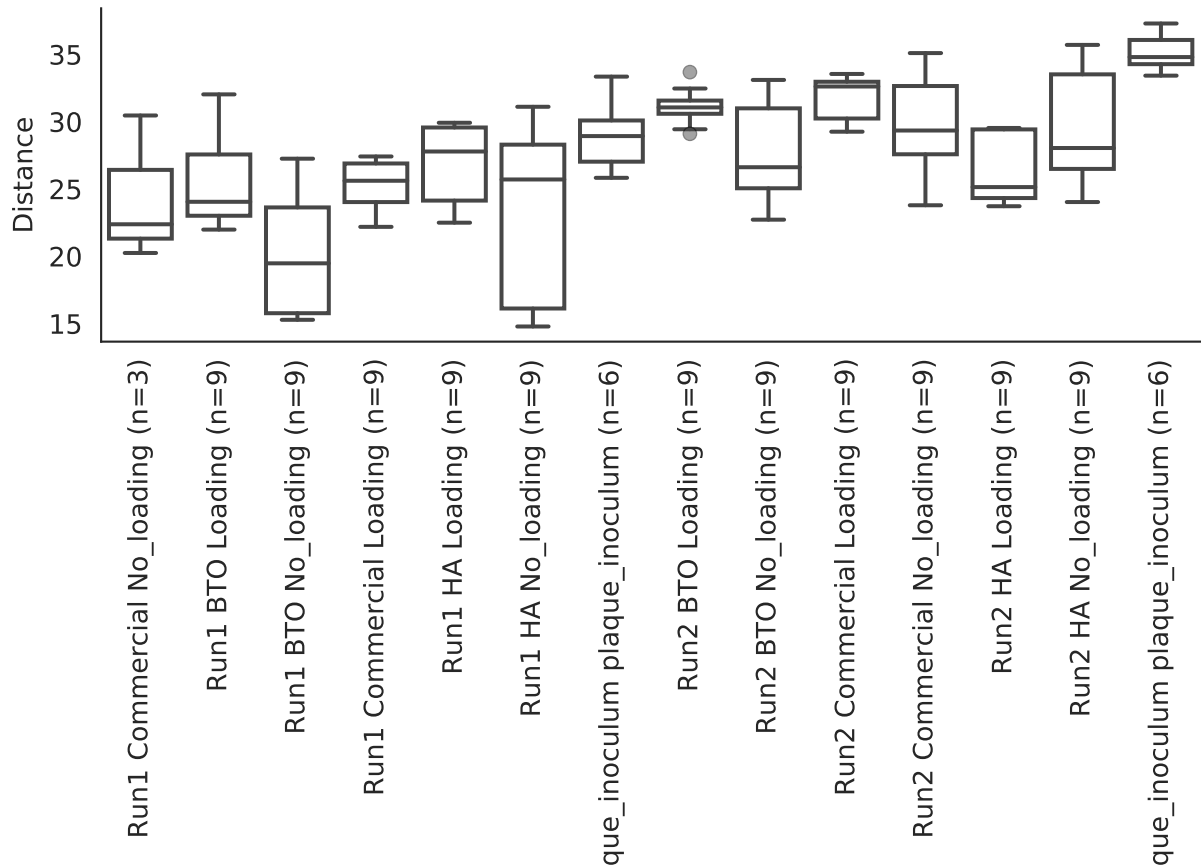 Distance
35
30
25
20
15
Run1 Commercial No_loading (n=3)
Run1 BTO Loading (n=9)
Run1 BTO No_loading (n=9)
Run1 Commercial Loading (n=9)
Run1 HA Loading (n=9)
Run1 HA No_loading (n=9)
que_inoculum plaque_inoculum (n=6)
Run2 BTO Loading (n=9)
Run2 BTO No_loading (n=9)
Run2 Commercial Loading (n=9)
Run2 Commercial No_loading (n=9)
Run2 HA Loading (n=9)
Run2 HA No_loading (n=9)
que_inoculum plaque_inoculum (n=6)